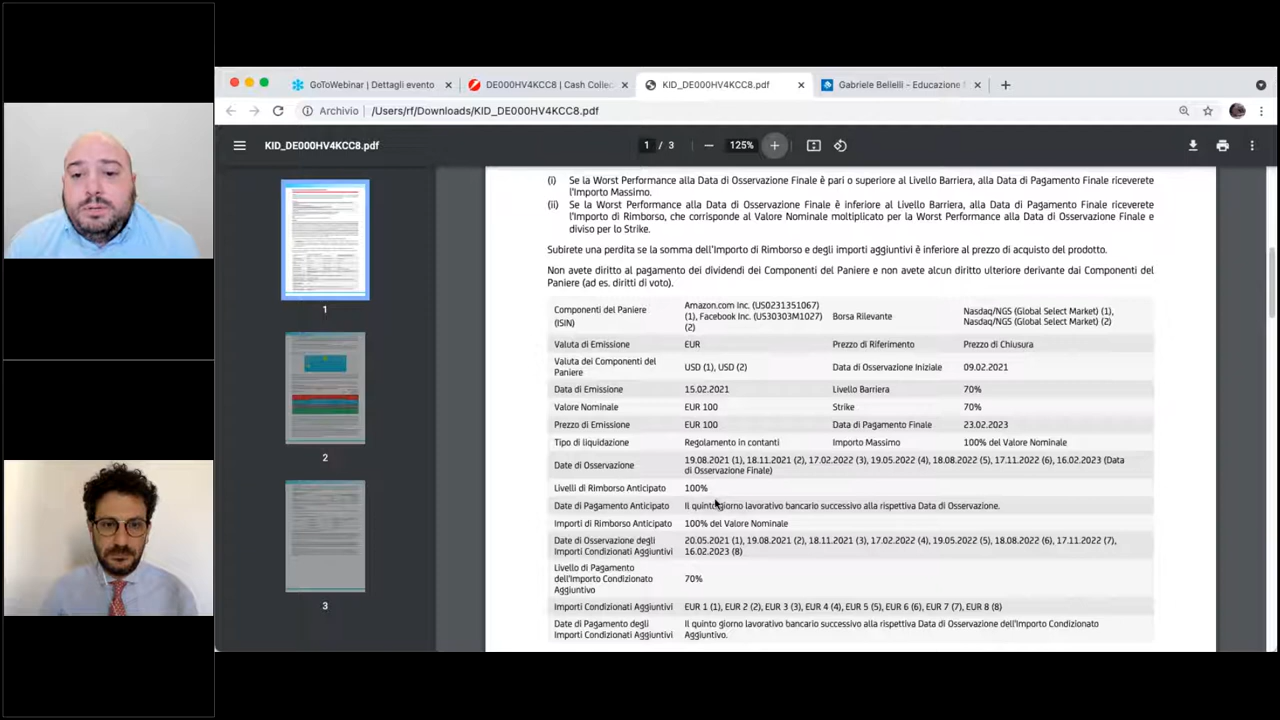 GoToWebinar | Dettagli evento
DE000HV4KCC8 | Cash Collec
KID_DE000HV4KCC8.pdf
Gabriele Bellelli - Educazione
Archivio
/Users/rf/Downloads/KID_DE000HV4KCC8.pdf
KID_DE000HV4KCC8.pdf
1 / 3
125%
1
2
3
(i) Se la Worst Performance alla Data di Osservazione Finale è pari o superiore al Livello Barriera, alla Data di Pagamento Finale riceverete
l'Importo Massimo.
(ii) Se la Worst Performance alla Data di Osservazione Finale è inferiore al Livello Barriera, alla Data di Pagamento Finale riceverete
l'Importo di Rimborso, che corrisponde al Valore Nominale moltiplicato per la Worst Performance alla Data di Osservazione Finale e
diviso per lo Strike.
Subirete una perdita se la somma dell'Importo di Rimborso e degli importi aggiuntivi è inferiore al prezzo di acquisto del prodotto.
Non avete diritto al pagamento dei dividendi dei Componenti del Paniere e non avete alcun diritto ulteriore derivante dai Componenti del
Paniere (ad es. diritti di voto).
Componenti del Paniere
(ISIN)
Amazon.com Inc. (US0231351067)
(1), Facebook Inc. (US30303M1027)
(2)
Borsa Rilevante
Nasdaq/NGS (Global Select Market) (1),
Nasdaq/NGS (Global Select Market) (2)
Valuta di Emissione
EUR
Prezzo di Riferimento
Prezzo di Chiusura
Valuta dei Componenti del
Paniere
USD (1), USD (2)
Data di Osservazione Iniziale
09.02.2021
Data di Emissione
15.02.2021
Livello Barriera
70%
Valore Nominale
EUR 100
Strike
70%
Prezzo di Emissione
EUR 100
Data di Pagamento Finale
23.02.2023
Tipo di liquidazione
Regolamento in contanti
Importo Massimo
100% del Valore Nominale
Date di Osservazione
19.08.2021 (1), 18.11.2021 (2), 17.02.2022 (3), 19.05.2022 (4), 18.08.2022 (5), 17.11.2022 (6), 16.02.2023 (Data
di Osservazione Finale)
Livelli di Rimborso Anticipato
100%
Date di Pagamento Anticipato
Il quinto giorno lavorativo bancario successivo alla rispettiva Data di Osservazione.
Importi di Rimborso Anticipato
100% del Valore Nominale
Date di Osservazione degli
Importi Condizionati Aggiuntivi
20.05.2021 (1), 19.08.2021 (2), 18.11.2021 (3), 17.02.2022 (4), 19.05.2022 (5), 18.08.2022 (6), 17.11.2022 (7),
16.02.2023 (8)
Livello di Pagamento
dell'Importo Condizionato
Aggiuntivo
70%
Importi Condizionati Aggiuntivi
EUR 1 (1), EUR 2 (2), EUR 3 (3), EUR 4 (4), EUR 5 (5), EUR 6 (6), EUR 7 (7), EUR 8 (8)
Date di Pagamento degli
Importi Condizionati Aggiuntivi
Il quinto giorno lavorativo bancario successivo alla rispettiva Data di Osservazione dell'Importo Condizionato
Aggiuntivo.